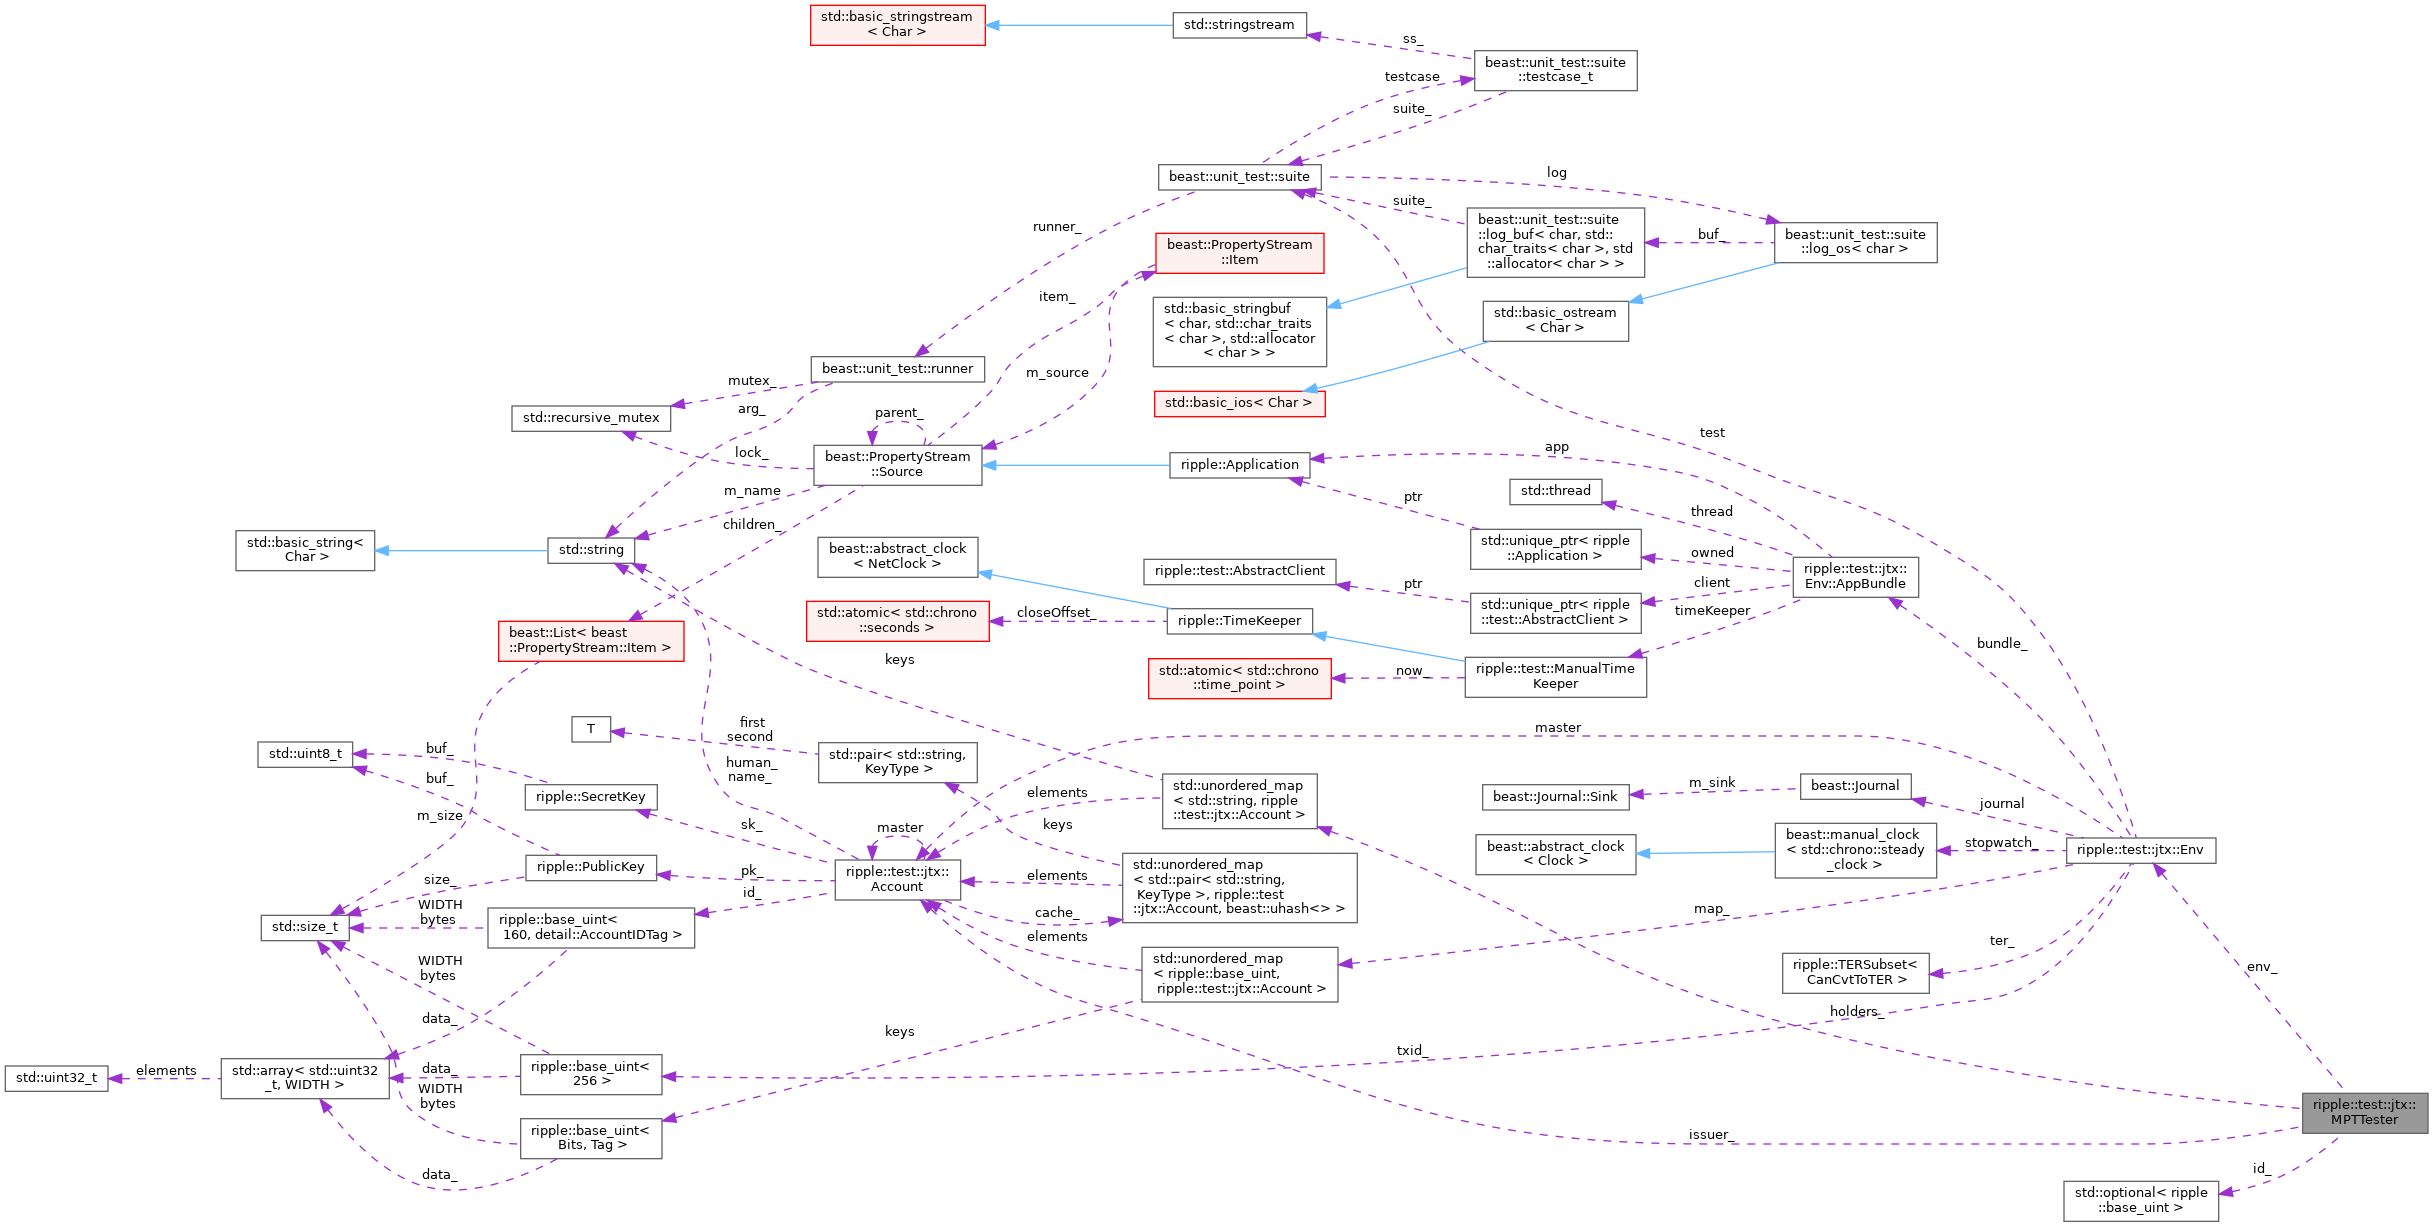 std::basic_stringstream
< Char >
std::stringstream
ss_
beast::unit_test::suite
::testcase_t
testcase
suite_
beast::unit_test::suite
log
runner_
suite_
beast::unit_test::suite
::log_buf< char, std::
char_traits< char >, std
::allocator< char > >
buf_
beast::unit_test::suite
::log_os< char >
beast::PropertyStream
::Item
item_
std::basic_stringbuf
< char, std::char_traits
< char >, std::allocator
< char > >
std::basic_ostream
< Char >
m_source
beast::unit_test::runner
mutex_
arg_
std::recursive_mutex
std::basic_ios< Char >
parent_
lock_
beast::PropertyStream
::Source
ripple::Application
app
test
m_name
children_
ptr
std::thread
thread
std::basic_string<
Char >
std::string
beast::abstract_clock
< NetClock >
std::unique_ptr< ripple
::Application >
owned
ripple::test::jtx::
Env::AppBundle
ripple::test::AbstractClient
ptr
client
std::unique_ptr< ripple
::test::AbstractClient >
timeKeeper
std::atomic< std::chrono
::seconds >
closeOffset_
ripple::TimeKeeper
beast::List< beast
::PropertyStream::Item >
keys
bundle_
std::atomic< std::chrono
::time_point >
now_
ripple::test::ManualTime
Keeper
T
first
second
master
std::uint8_t
buf_
std::pair< std::string,
KeyType >
human_
name_
buf_
ripple::SecretKey
std::unordered_map
< std::string, ripple
::test::jtx::Account >
elements
beast::Journal::Sink
m_sink
beast::Journal
journal
m_size
sk_
master
keys
beast::abstract_clock
< Clock >
beast::manual_clock
< std::chrono::steady
_clock >
stopwatch_
ripple::test::jtx::Env
ripple::PublicKey
size_
pk_
ripple::test::jtx::
Account
elements
std::unordered_map
< std::pair< std::string,
KeyType >, ripple::test
::jtx::Account, beast::uhash<> >
id_
WIDTH
bytes
ripple::base_uint<
160, detail::AccountIDTag >
cache_
map_
std::size_t
elements
ter_
WIDTH
bytes
std::unordered_map
< ripple::base_uint,
ripple::test::jtx::Account >
ripple::TERSubset<
CanCvtToTER >
env_
data_
keys
holders_
txid_
std::uint32_t
elements
std::array< std::uint32
_t, WIDTH >
data_
ripple::base_uint<
256 >
WIDTH
bytes
ripple::base_uint<
Bits, Tag >
issuer_
ripple::test::jtx::
MPTTester
data_
id_
std::optional< ripple
::base_uint >